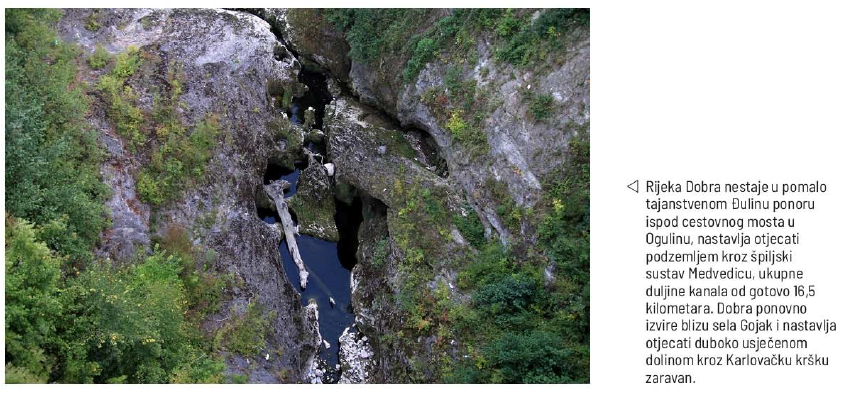 Rijeka Dobra nestaje u pomalo
tajanstvenom Đulinu ponoru
ispod cestovnog mosta u
Ogulinu, nastavlja otjecati
podzemljem kroz špiljski
sustav Medvedicu, ukupne
duljine kanala od gotovo 16,5
kilometara. Dobra ponovno
izvire blizu sela Gojak i nastavlja
otjecati duboko usječenom
dolinom kroz Karlovačku kršku
zaravan.